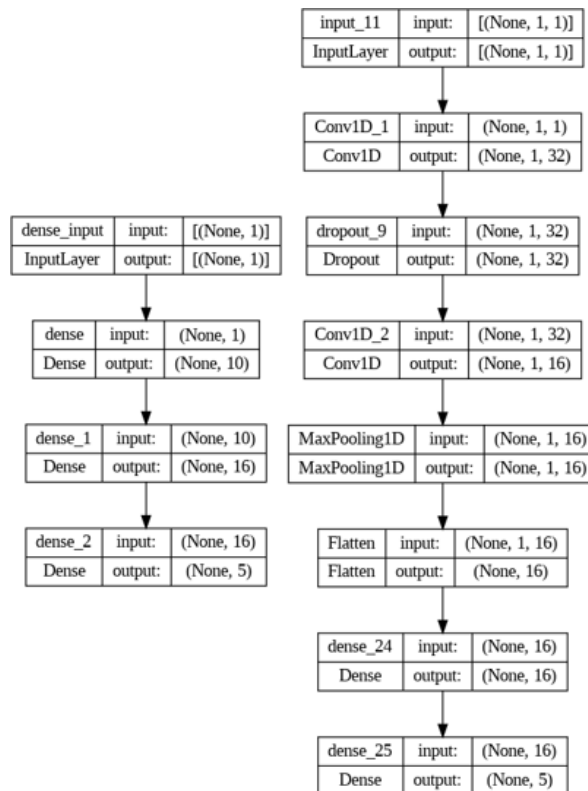 dense_input input: [(None, 1)]
InputLayer output: [(None, 1)]
dense input: (None, 1)
Dense output: (None, 10)
dense_1 input: (None, 10)
Dense output: (None, 16)
dense_2 input: (None, 16)
Dense output: (None, 5)
input_11 input: [(None, 1, 1)]
InputLayer output: [(None, 1, 1)]
Conv1D_1 input: (None, 1, 1)
Conv1D output: (None, 1, 32)
dropout_9 input: (None, 1, 32)
Dropout output: (None, 1, 32)
Conv1D_2 input: (None, 1, 32)
Conv1D output: (None, 1, 16)
MaxPooling1D input: (None, 1, 16)
MaxPooling1D output: (None, 1, 16)
Flatten input: (None, 1, 16)
Flatten output: (None, 16)
dense_24 input: (None, 16)
Dense output: (None, 16)
dense_25 input: (None, 16)
Dense output: (None, 5)